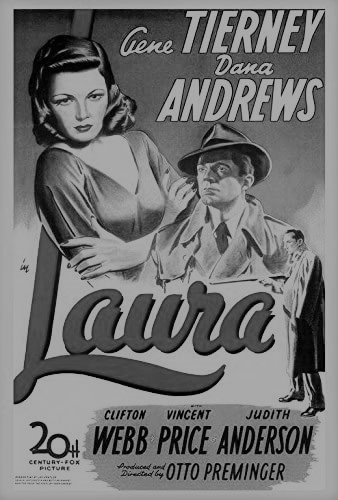 Gene TIERNEY
Dana
ANDREWS
in
Laura
WITH
CLIFTON VINCENT JUDITH
WEBB PRICE ANDERSON
20TH
CENTURY-FOX
PICTURE
Produced and
Directed by OTTO PREMINGER